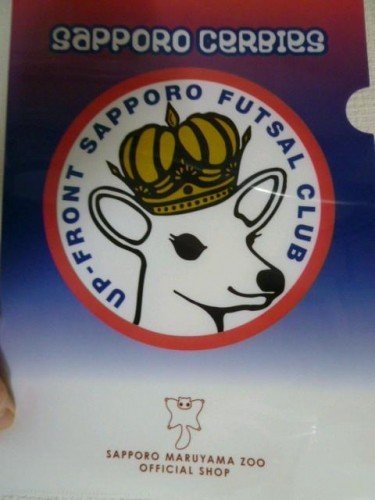 SAPPORO CERBIES
UP-FRONT SAPPORO FUTSAL CLUB
SAPPORO MARUYAMA ZOO
OFFICIAL SHOP